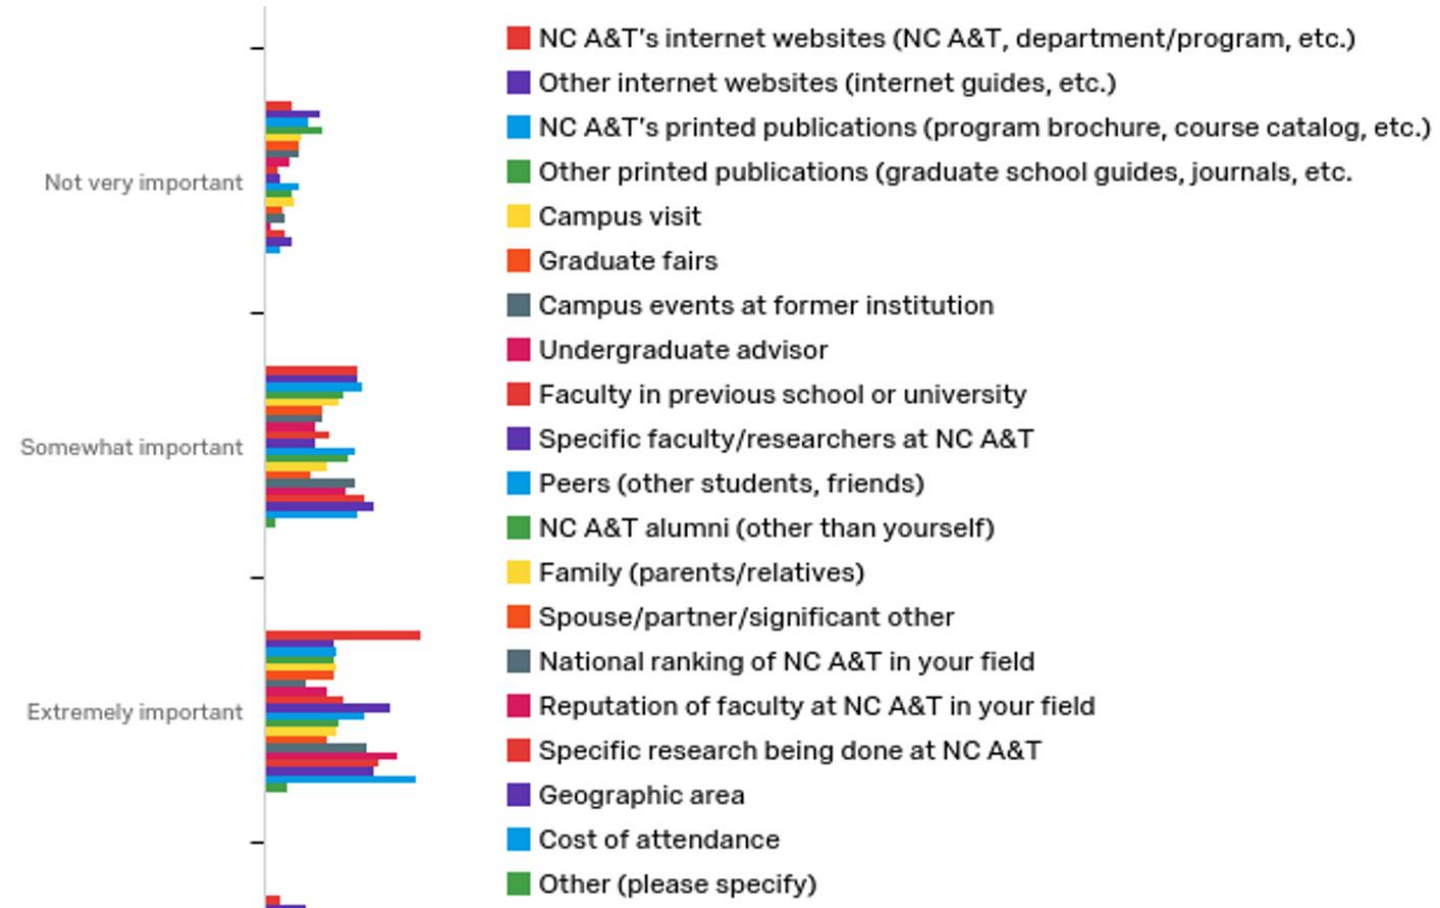 NC A&T's internet websites (NC A&T, department/program, etc.)
Other internet websites (internet guides, etc.)
NC A&T's printed publications (program brochure, course catalog, etc.)
Other printed publications (graduate school guides, journals, etc.
Not very important
Campus visit
Graduate fairs
Campus events at former institution
Undergraduate advisor
Faculty in previous school or university
Specific faculty/researchers at NC A&T
Somewhat important
Peers (other students, friends)
NC A&T alumni (other than yourself)
Family (parents/relatives)
Spouse/partner/significant other
National ranking of NC A&T in your field
Reputation of faculty at NC A&T in your field
Extremely important
Specific research being done at NC A&T
Geographic area
Cost of attendance
Other (please specify)